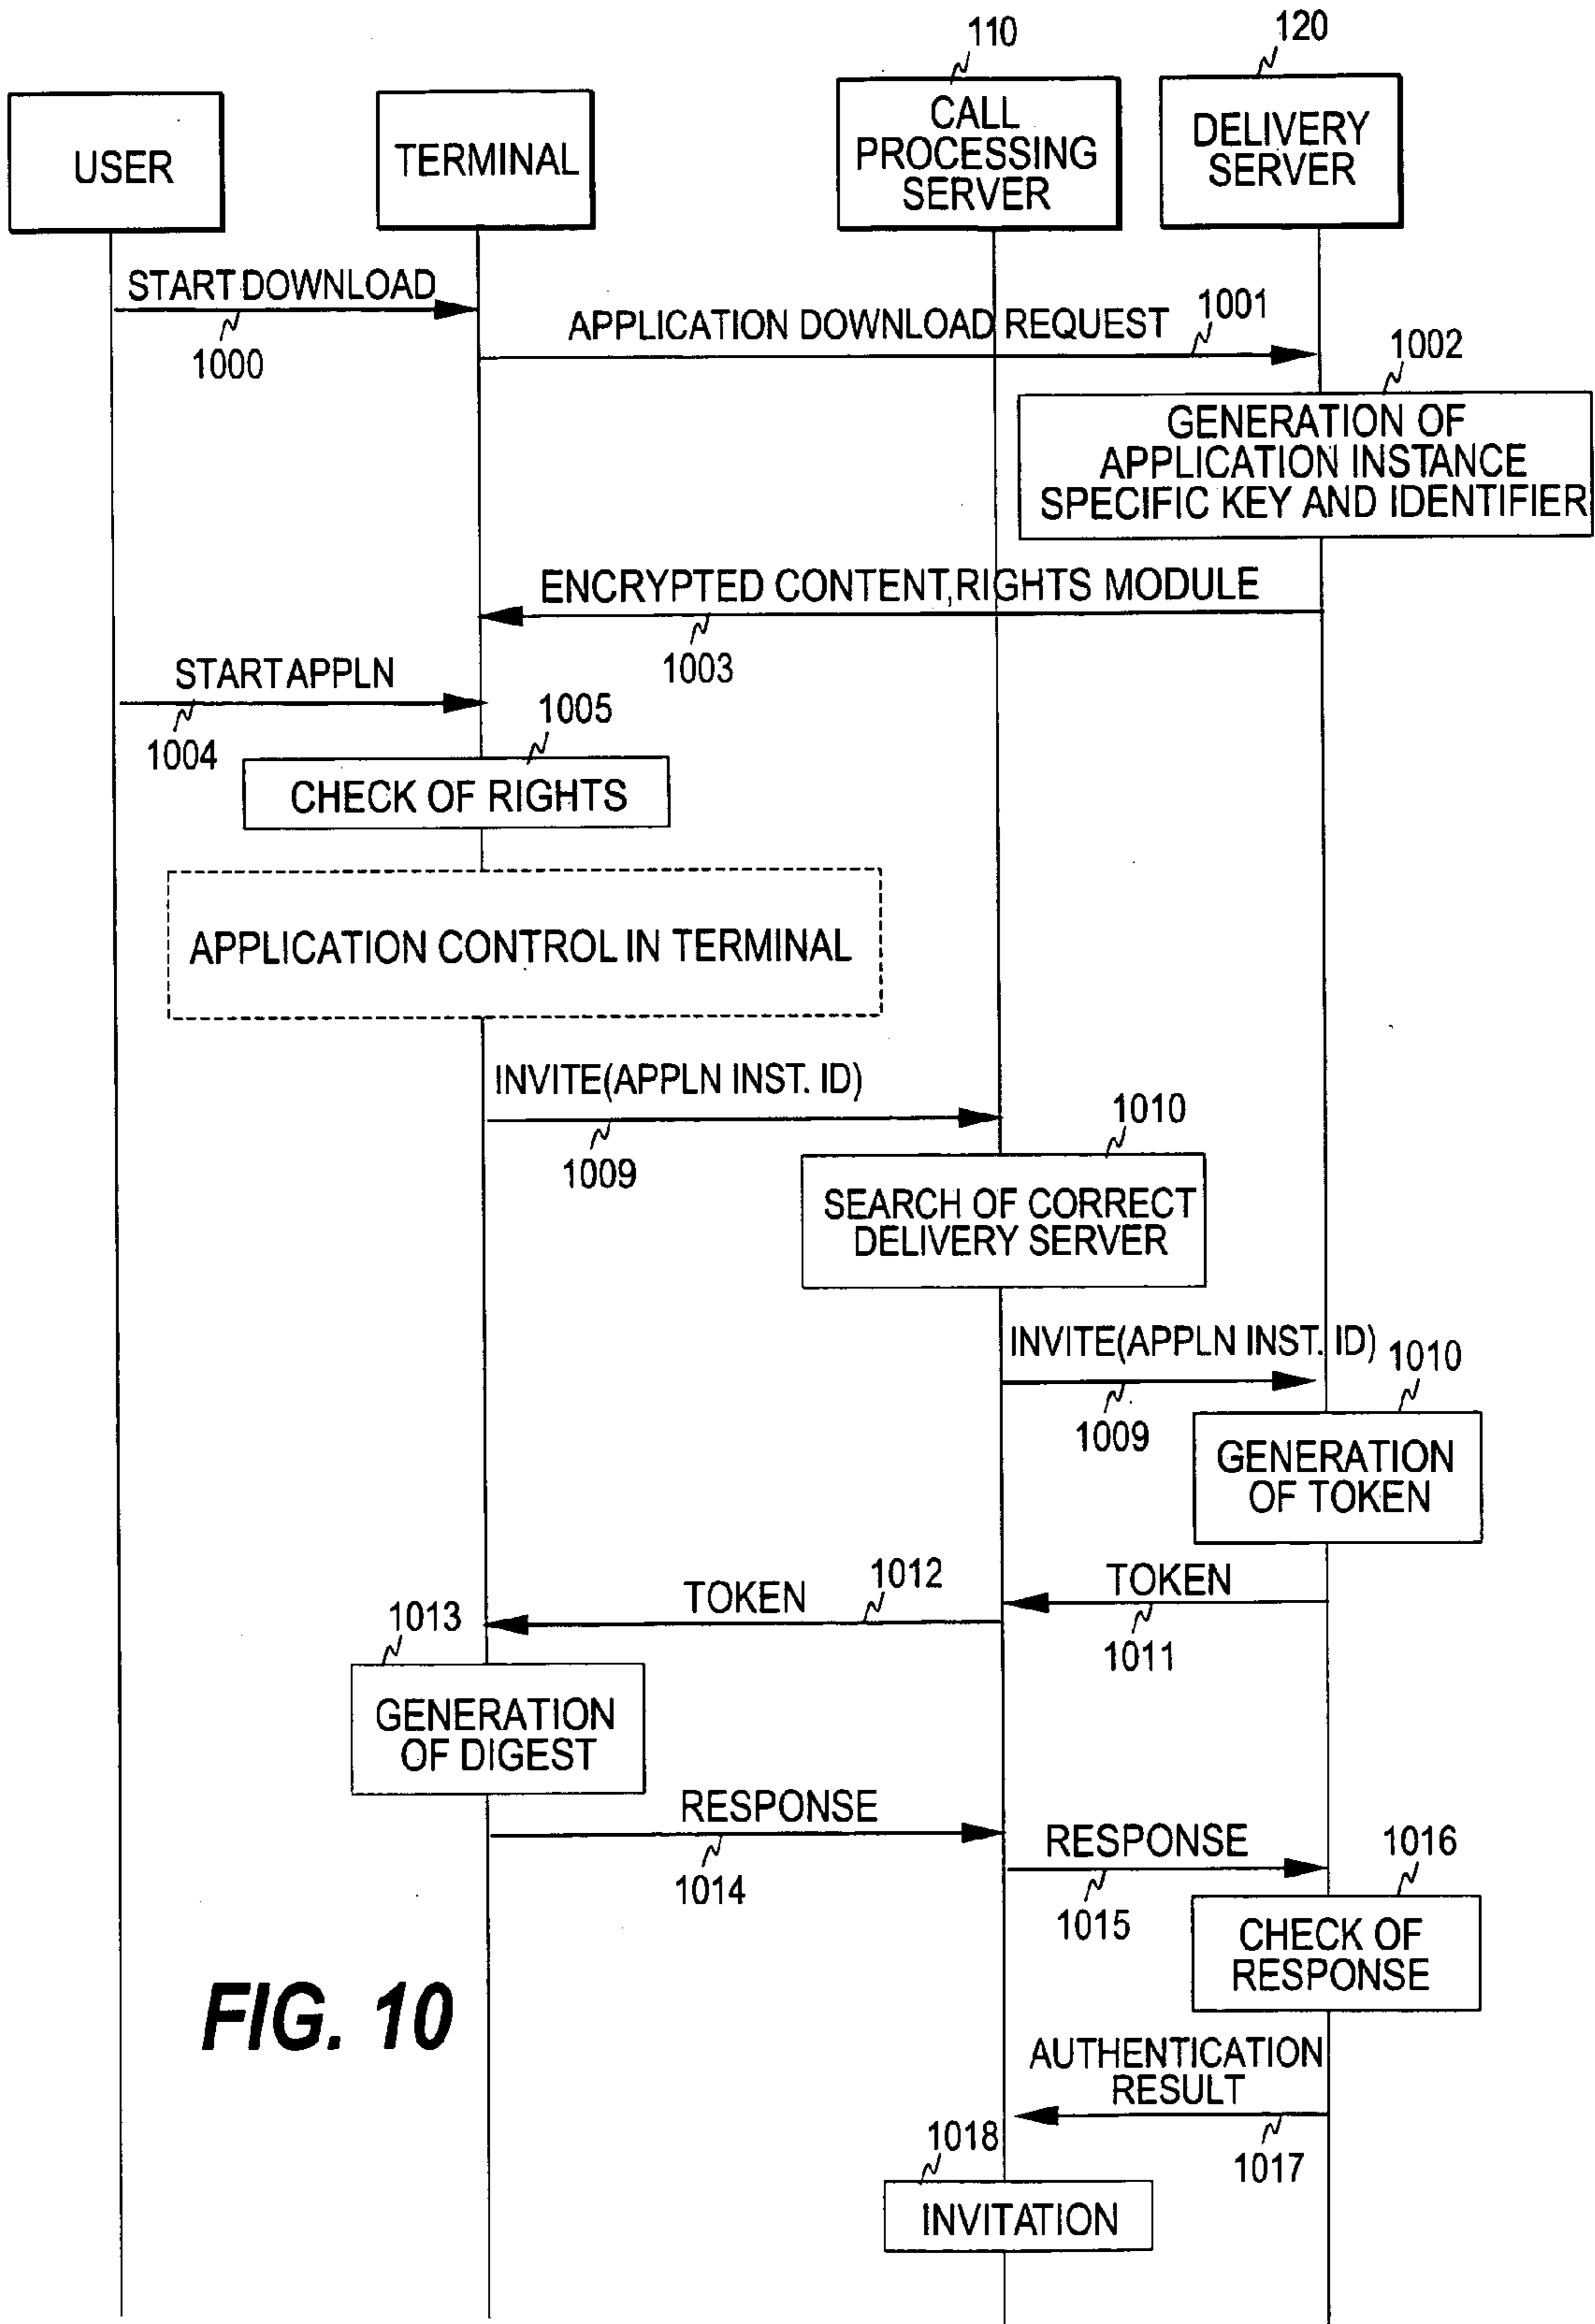 110
120
USER
TERMINAL
CALL
PROCESSING
SERVER
DELIVERY
SERVER
START DOWNLOAD
1000
APPLICATION DOWNLOAD REQUEST
1001
1002
GENERATION OF
APPLICATION INSTANCE
SPECIFIC KEY AND IDENTIFIER
ENCRYPTED CONTENT,RIGHTS MODULE
1003
START APPLN
1004
1005
CHECK OF RIGHTS
APPLICATION CONTROL IN TERMINAL
INVITE(APPLN INST. ID)
1009
1010
SEARCH OF CORRECT
DELIVERY SERVER
INVITE(APPLN INST. ID)
1009
1010
GENERATION
OF TOKEN
TOKEN
1011
TOKEN
1012
1013
GENERATION
OF DIGEST
RESPONSE
1014
RESPONSE
1015
1016
CHECK OF
RESPONSE
FIG. 10
AUTHENTICATION
RESULT
1017
1018
INVITATION